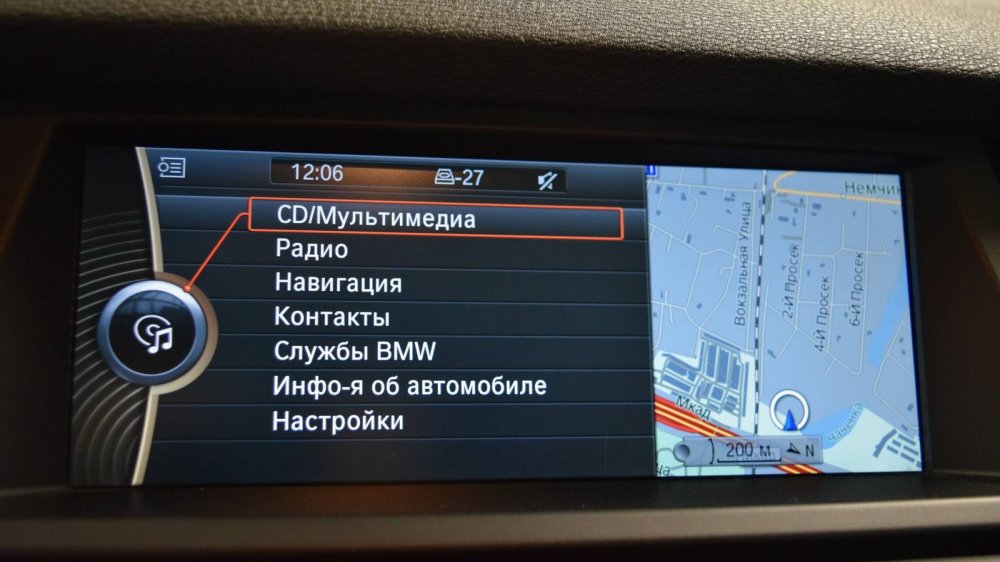 12:06
-27
CD/Мультимедиа
Радио
Навигация
Контакты
Службы BMW
Инфо-я об автомобиле
Настройки
Немчин
Вокзальная Улица
2-Й Просек
4-Й Просек
6-Й Просек
Мкад
Чаченка
200 м
N